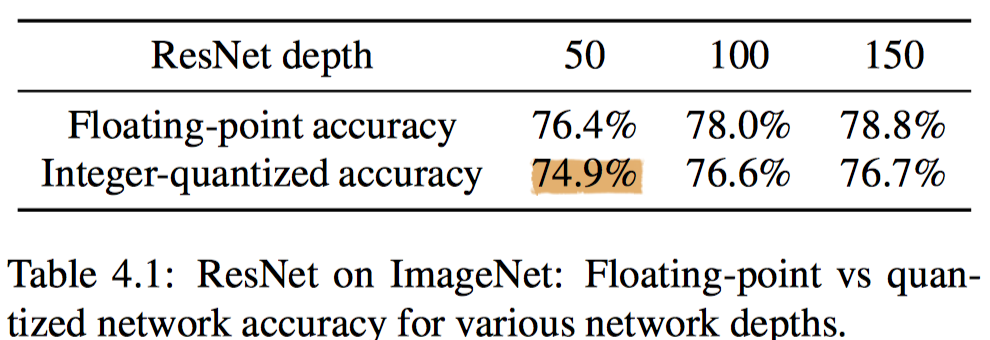 ResNet depth 50 100 150
Floating-point accuracy 76.4% 78.0% 78.8%
Integer-quantized accuracy 74.9% 76.6% 76.7%
Table 4.1: ResNet on ImageNet: Floating-point vs quan-
tized network accuracy for various network depths.